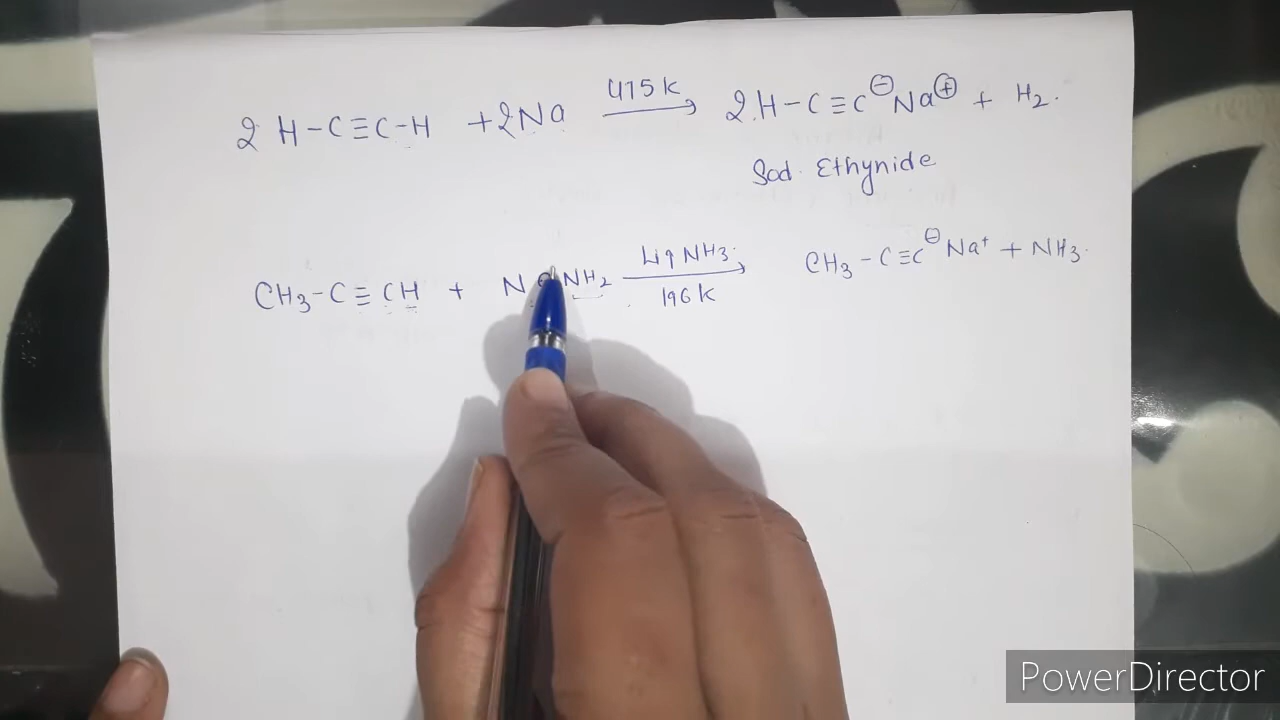 2 H-C≡C-H + 2Na 475 K → 2 H-C≡C⊖Na⊕ + H₂.
Sod. Ethynide
CH₃-C≡CH + NaNH₂ Liq NH₃. 196 K → CH₃-C≡C⊖Na⁺ + NH₃.
PowerDirector